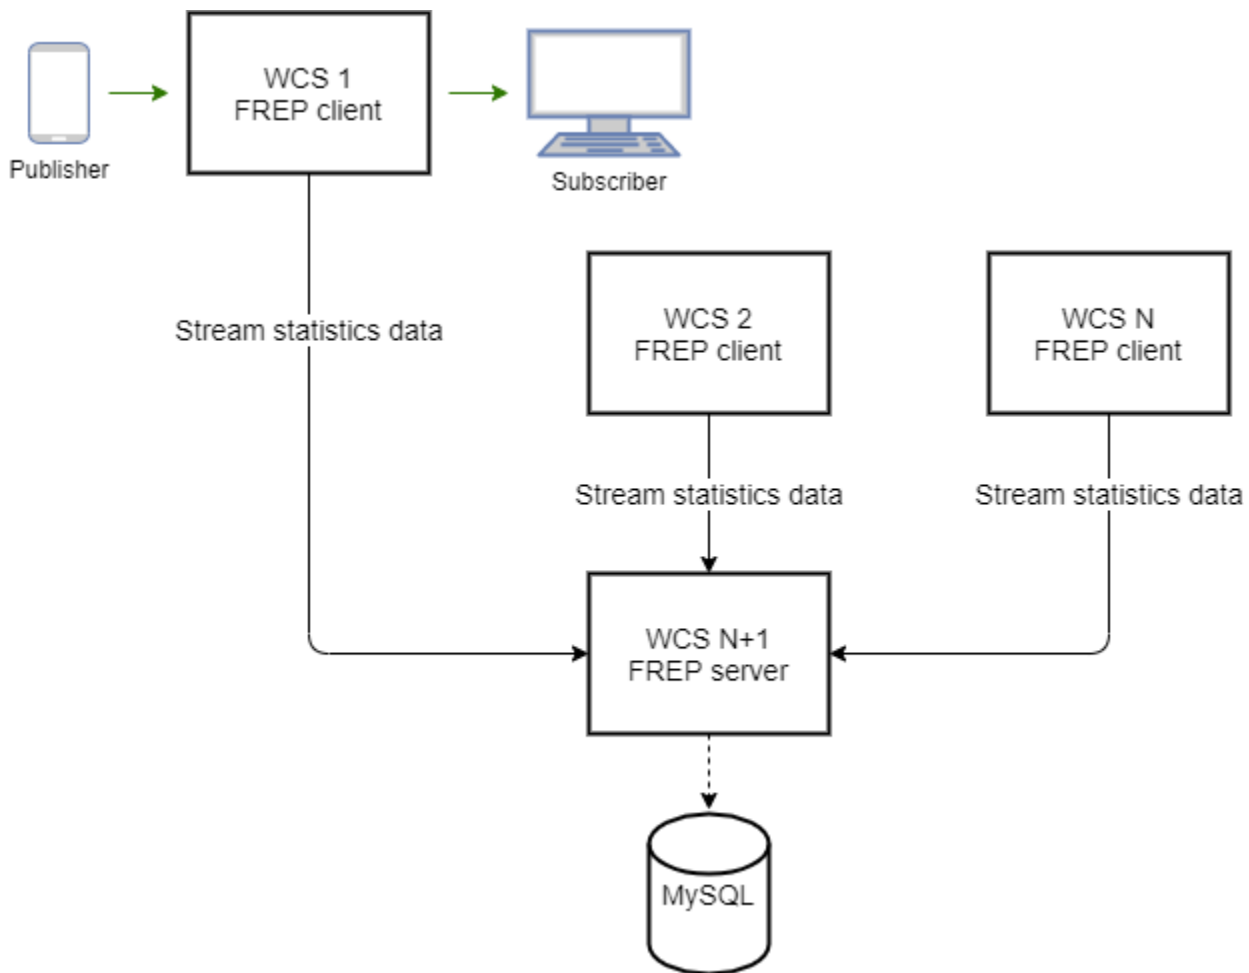 WCS 1
FREP client
Publisher
Subscriber
Stream statistics data
WCS 2
FREP client
WCS N
FREP client
Stream statistics data
Stream statistics data
WCS N+1
FREP server
MySQL